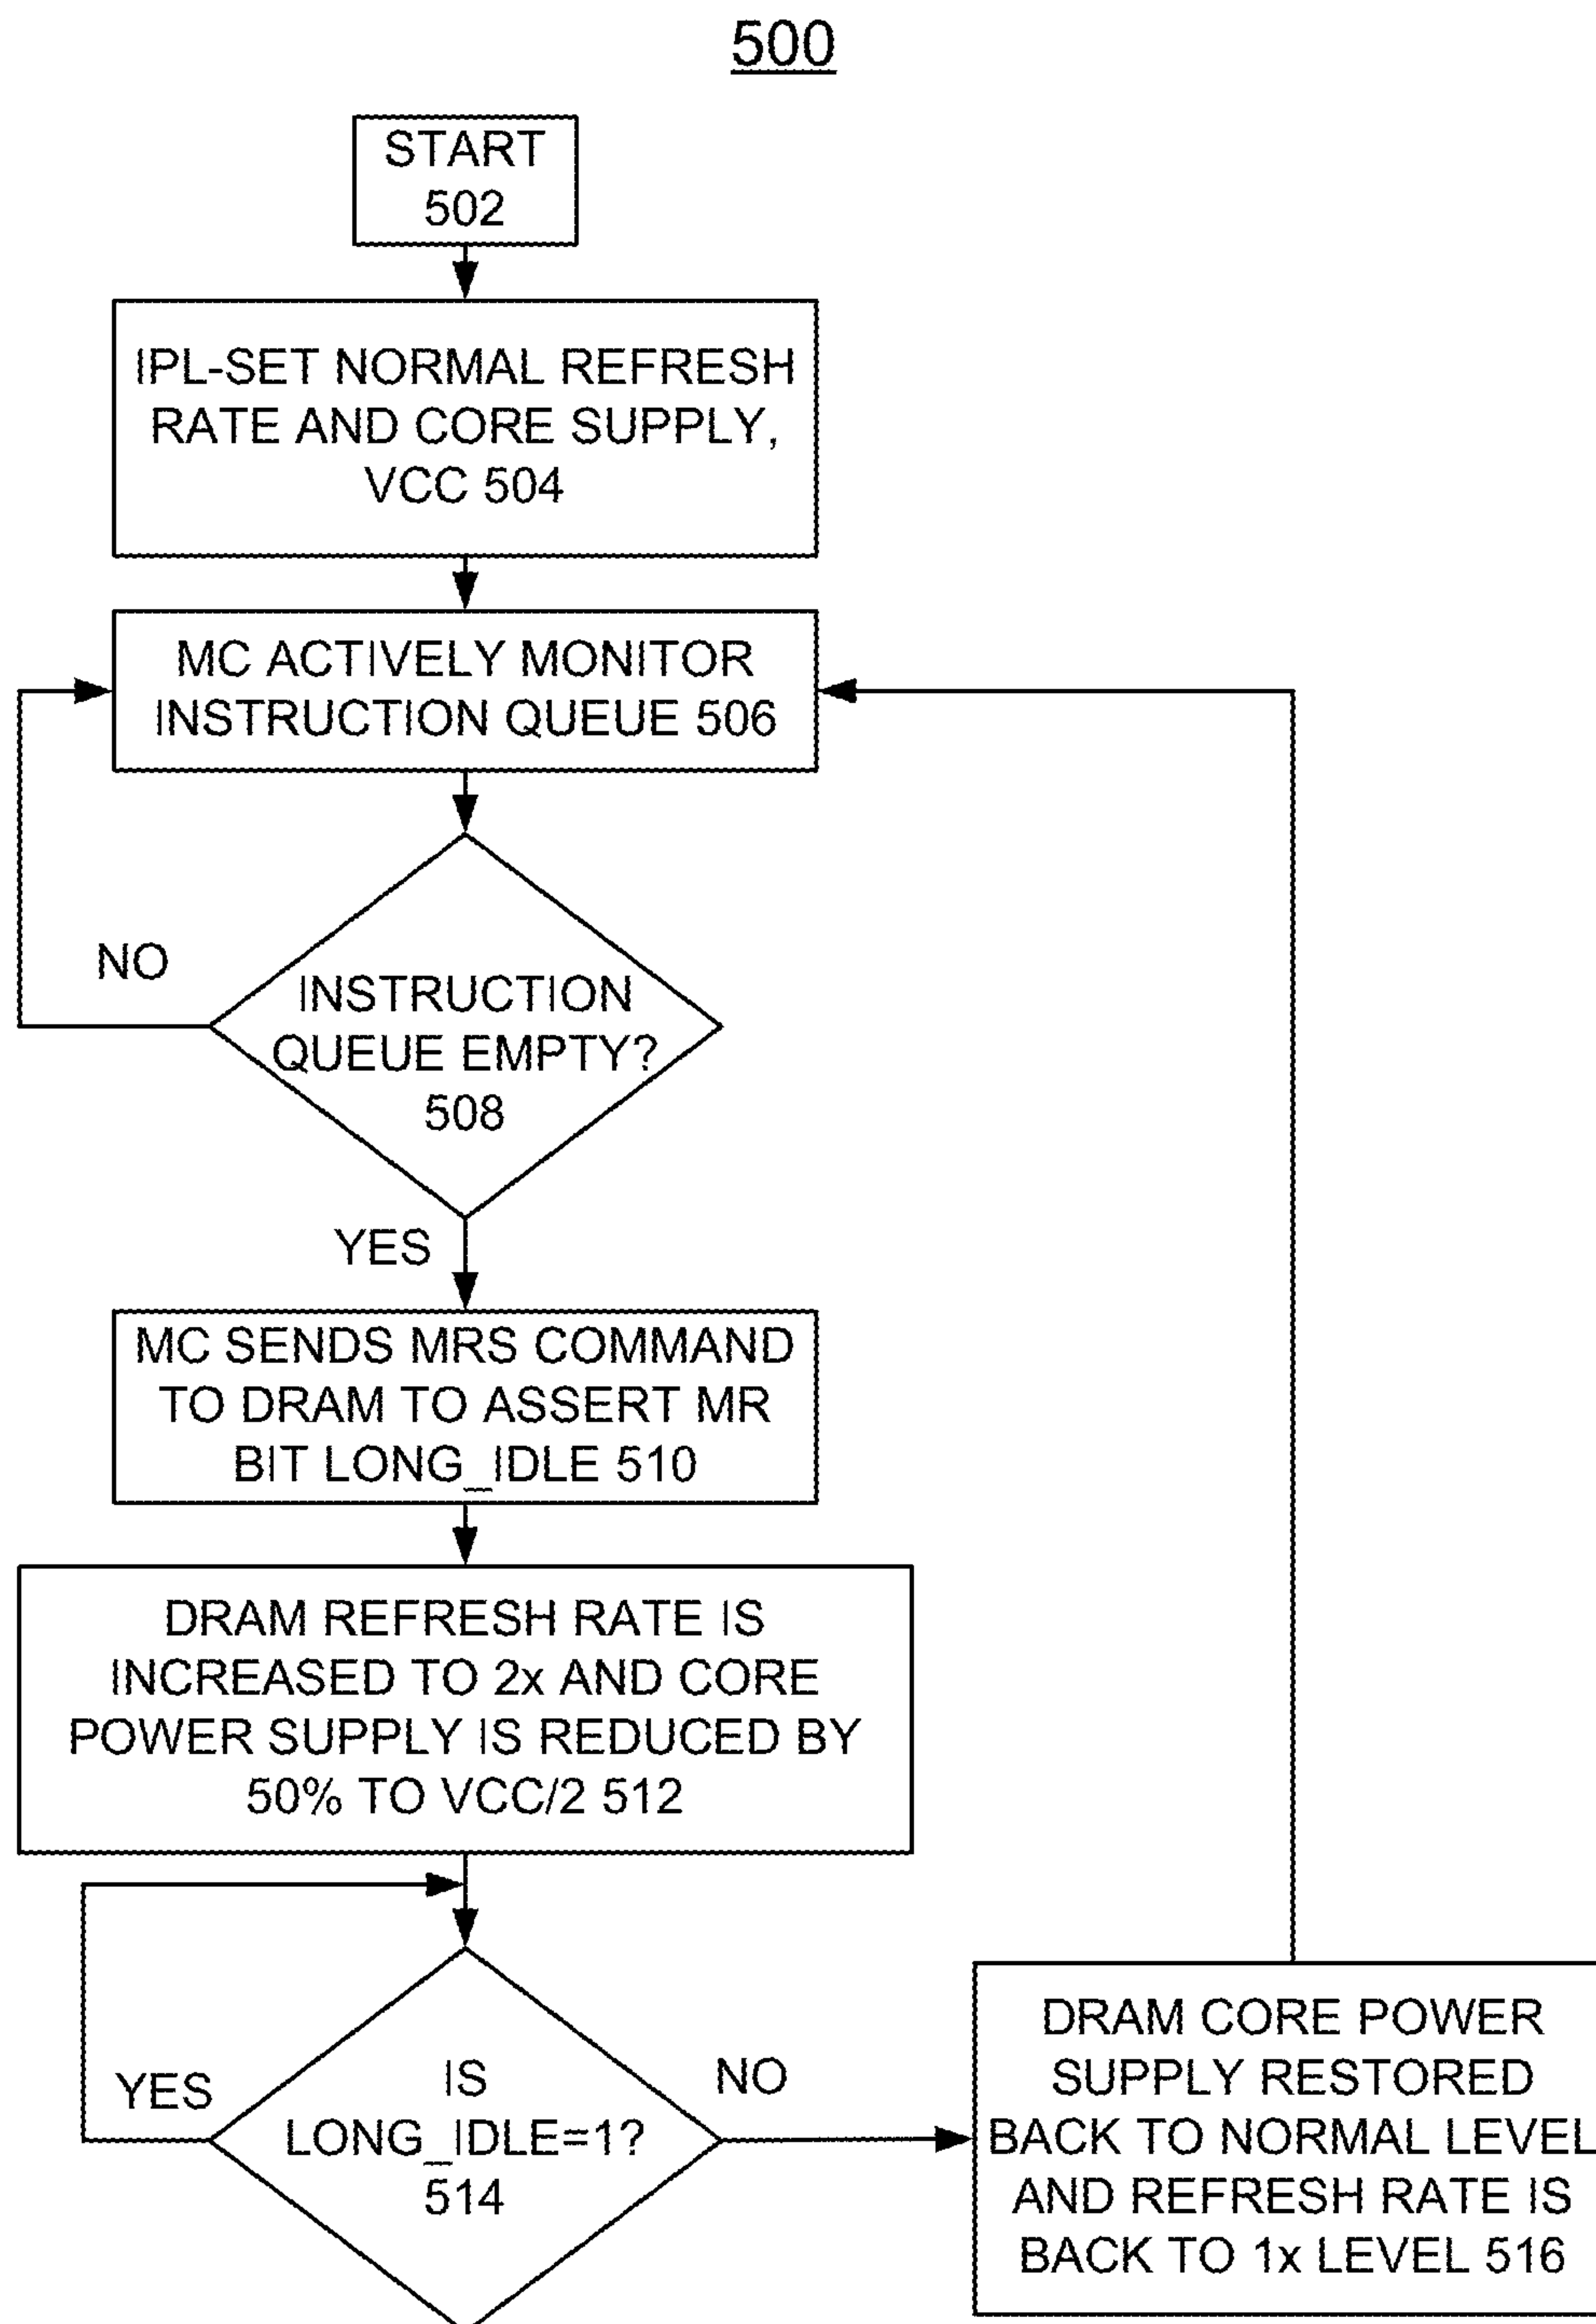 500
START
502
IPL-SET NORMAL REFRESH
RATE AND CORE SUPPLY,
VCC 504
MC ACTIVELY MONITOR
INSTRUCTION QUEUE 506
NO
INSTRUCTION
QUEUE EMPTY?
508
YES
MC SENDS MRS COMMAND
TO DRAM TO ASSERT MR
BIT LONG_IDLE 510
DRAM REFRESH RATE IS
INCREASED TO 2x AND CORE
POWER SUPPLY IS REDUCED BY
50% TO VCC/2 512
YES
IS
LONG_IDLE=1?
514
NO
DRAM CORE POWER
SUPPLY RESTORED
BACK TO NORMAL LEVEL
AND REFRESH RATE IS
BACK TO 1x LEVEL 516